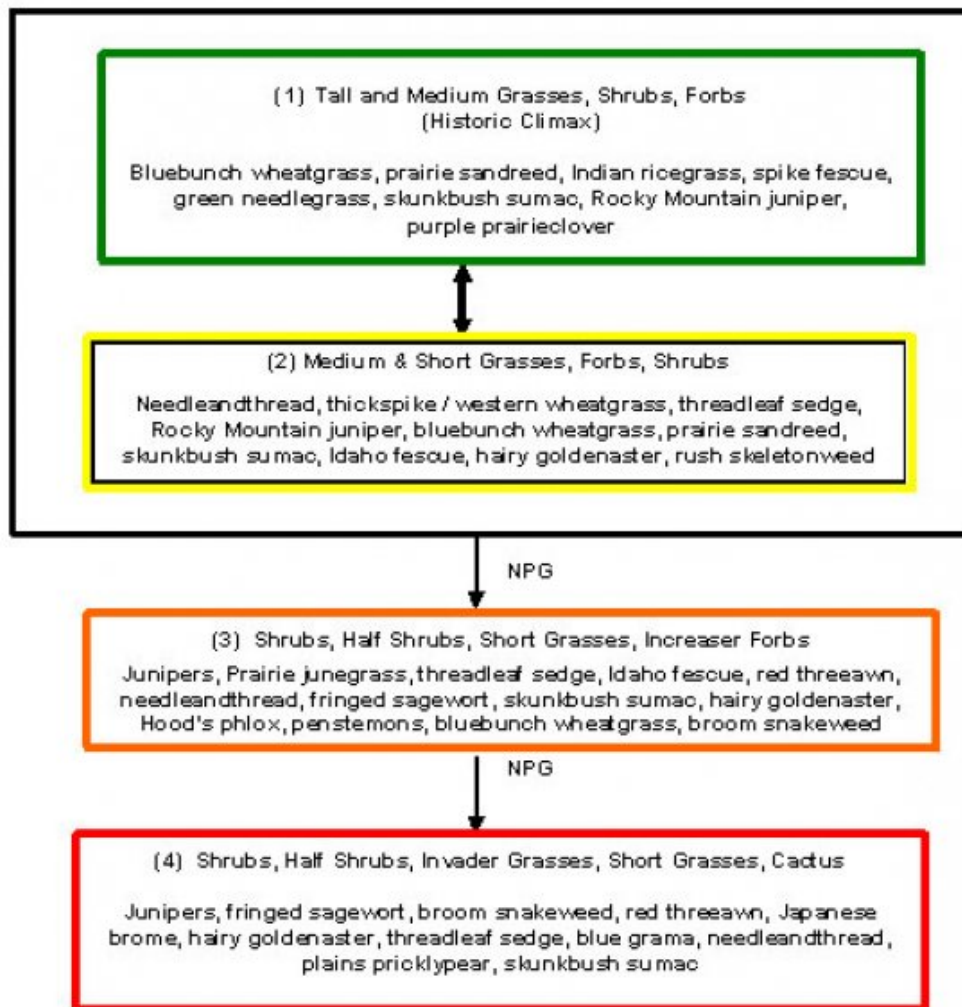 (1) Tall and Medium Grasses, Shrubs, Forbs
(Historic Climax)
Bluebunch wheatgrass, prairie sandreed, Indian ricegrass, spike fescue,
green needlegrass, skunkbush sumac, Rocky Mountain juniper,
purple prairieclover
(2) Medium & Short Grasses, Forbs, Shrubs
Needleandthread, thickspike / western wheatgrass, threadleaf sedge,
Rocky Mountain juniper, bluebunch wheatgrass, prairie sandreed,
skunkbush sumac, Idaho fescue, hairy goldenaster, rush skeletonweed
NPG
(3) Shrubs, Half Shrubs, Short Grasses, Increaser Forbs
Junipers, Prairie junegrass, threadleaf sedge, Idaho fescue, red threeawn,
needleandthread, fringed sagewort, skunkbush sumac, hairy goldenaster,
Hood's phlox, penstemons, bluebunch wheatgrass, broom snakeweed
NPG
(4) Shrubs, Half Shrubs, Invader Grasses, Short Grasses, Cactus
Junipers, fringed sagewort, broom snakeweed, red threeawn, Japanese
brome, hairy goldenaster, threadleaf sedge, blue grama, needleandthread,
plains pricklypear, skunkbush sumac